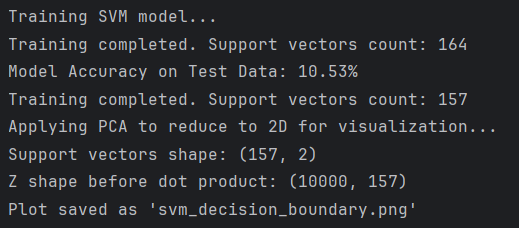 Training SVM model...
Training completed. Support vectors count: 164
Model Accuracy on Test Data: 10.53%
Training completed. Support vectors count: 157
Applying PCA to reduce to 2D for visualization...
Support vectors shape: (157, 2)
Z shape before dot product: (10000, 157)
Plot saved as 'svm_decision_boundary.png'